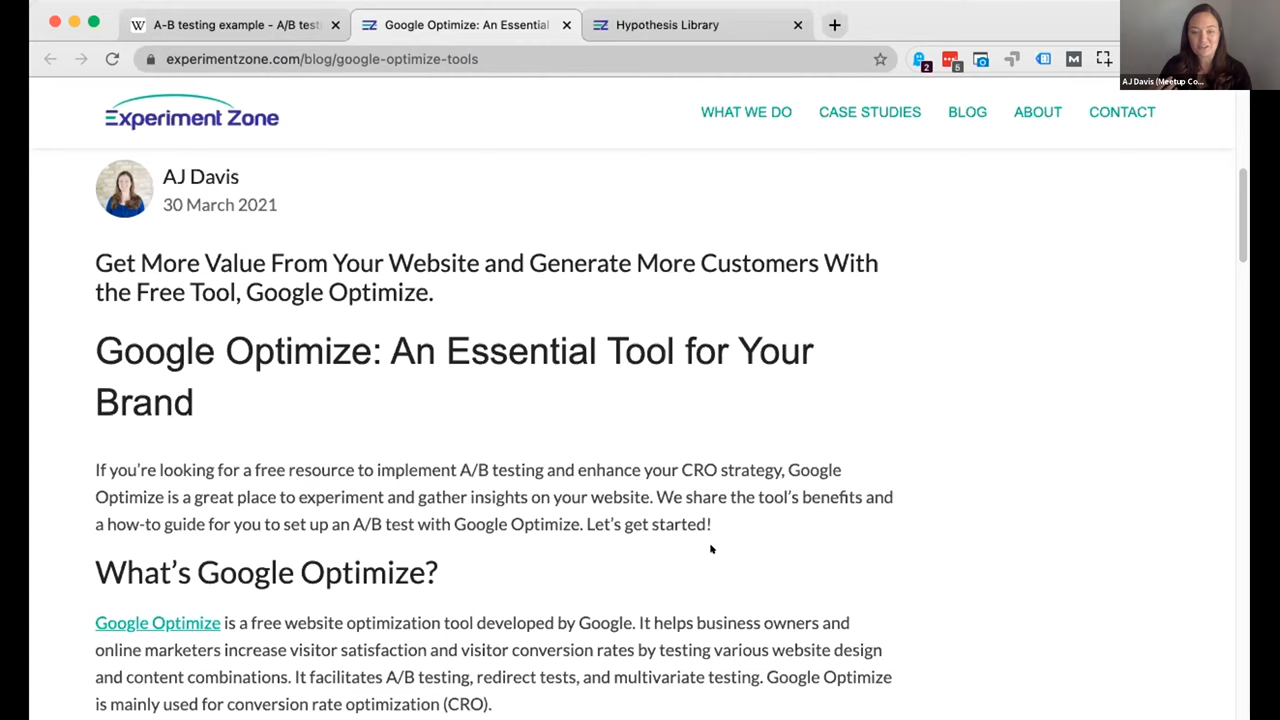 A-B testing example - A/B test
Google Optimize: An Essential
Hypothesis Library
experimentzone.com/blog/google-optimize-tools
2
5
AJ Davis (Meetup Co...
Experiment Zone
WHAT WE DO
CASE STUDIES
BLOG
ABOUT
CONTACT
AJ Davis
30 March 2021
Get More Value From Your Website and Generate More Customers With
the Free Tool, Google Optimize.
Google Optimize: An Essential Tool for Your
Brand
If you're looking for a free resource to implement A/B testing and enhance your CRO strategy, Google
Optimize is a great place to experiment and gather insights on your website. We share the tool's benefits and
a how-to guide for you to set up an A/B test with Google Optimize. Let's get started!
What's Google Optimize?
Google Optimize is a free website optimization tool developed by Google. It helps business owners and
online marketers increase visitor satisfaction and visitor conversion rates by testing various website design
and content combinations. It facilitates A/B testing, redirect tests, and multivariate testing. Google Optimize
is mainly used for conversion rate optimization (CRO).